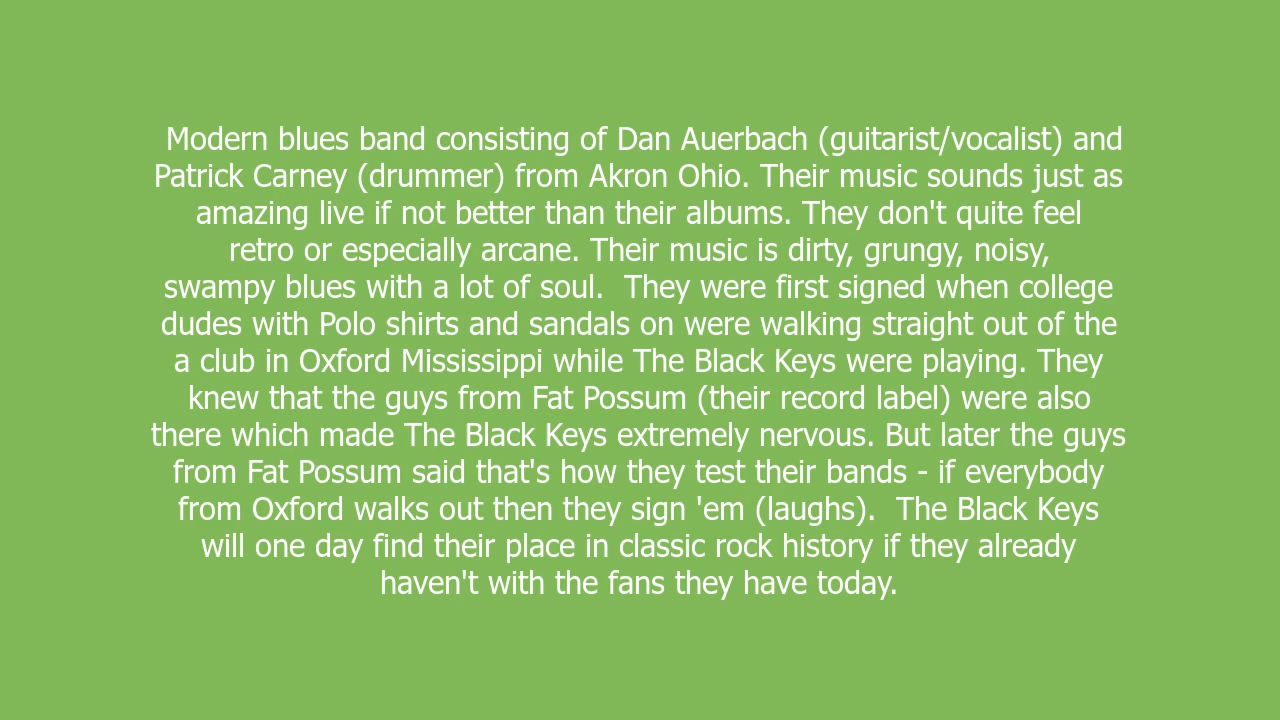 Modern blues band consisting of Dan Auerbach (guitarist/vocalist) and
Patrick Carney (drummer) from Akron Ohio. Their music sounds just as
amazing live if not better than their albums. They don't quite feel
retro or especially arcane. Their music is dirty, grungy, noisy,
swampy blues with a lot of soul.  They were first signed when college
dudes with Polo shirts and sandals on were walking straight out of the
a club in Oxford Mississippi while The Black Keys were playing. They
knew that the guys from Fat Possum (their record label) were also
there which made The Black Keys extremely nervous. But later the guys
from Fat Possum said that's how they test their bands - if everybody
from Oxford walks out then they sign 'em (laughs).  The Black Keys
will one day find their place in classic rock history if they already
haven't with the fans they have today.